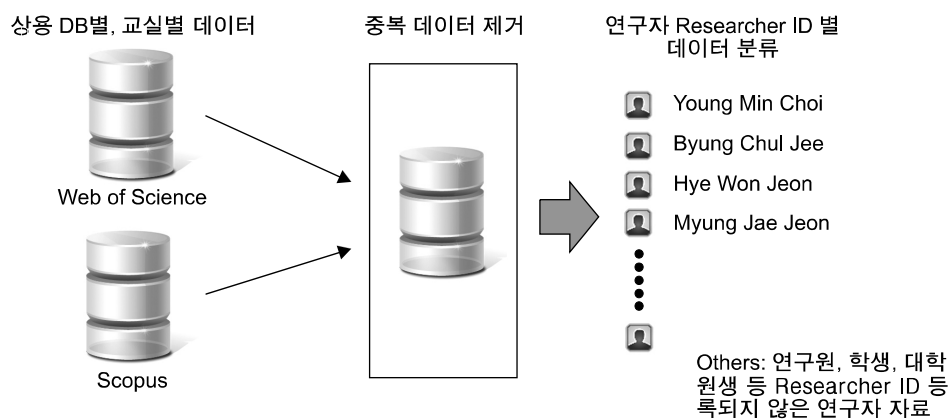 상용 DB별, 교실별 데이터
중복 데이터 제거
연구자 Researcher ID 별
데이터 분류
Web of Science
Scopus
Young Min Choi
Byung Chul Jee
Hye Won Jeon
Myung Jae Jeon
Others: 연구원, 학생, 대학
원생 등 Researcher ID 등
록되지 않은 연구자 자료